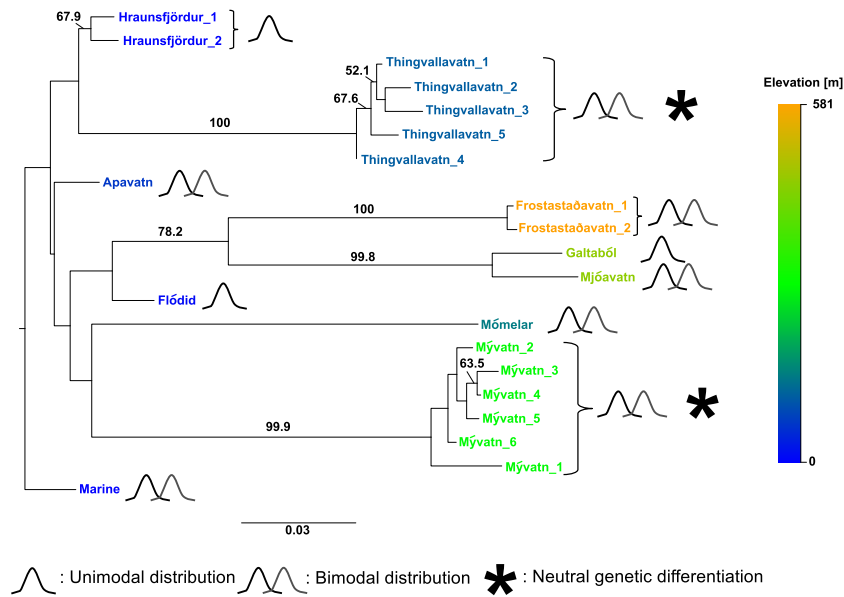 67.9
Hraunsfjördur_1
Hraunsfjördur_2
Thingvallavatn_1
52.1
Thingvallavatn_2
67.6
Thingvallavatn_3
100
Thingvallavatn_5
Thingvallavatn_4
Elevation [m]
581
0
Apavatn
100
Frostastaðavatn_1
Frostastaðavatn_2
78.2
99.8
Galtaból
Mjóavatn
Flódid
Mómelar
Mývatn_2
63.5
Mývatn_3
Mývatn_4
Mývatn_5
99.9
Mývatn_6
Mývatn_1
Marine
0.03
: Unimodal distribution : Bimodal distribution * : Neutral genetic differentiation